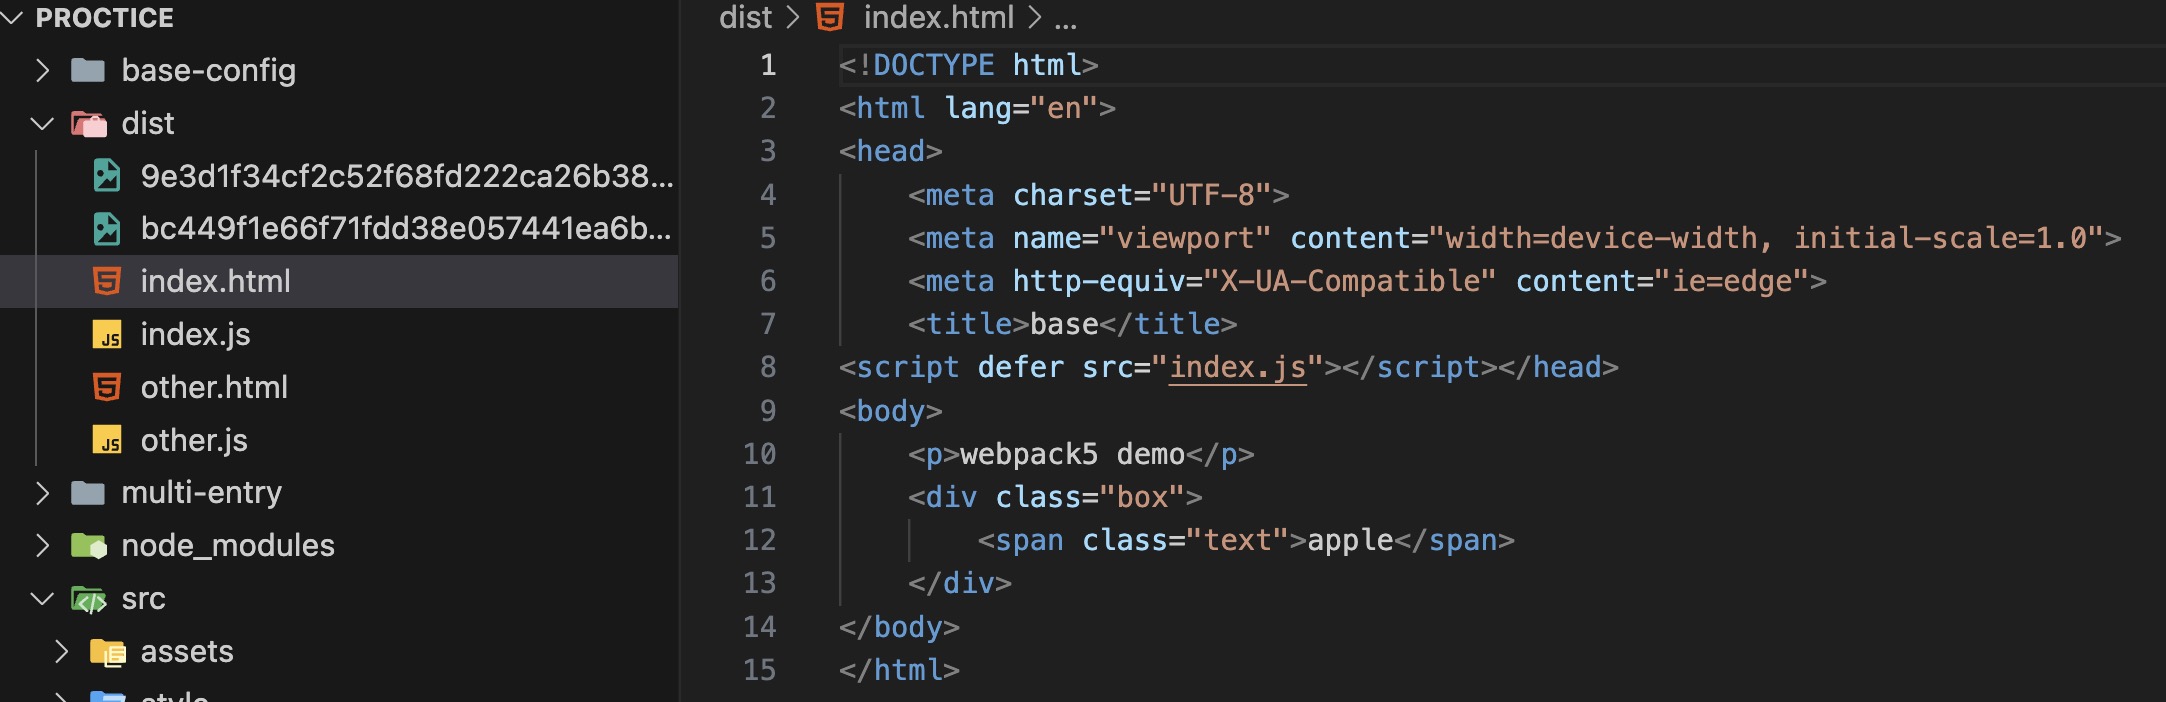 PROCTICE
base-config
dist
9e3d1f34cf2c52f68fd222ca26b38...
bc449f1e66f71fdd38e057441ea6b...
index.html
index.js
other.html
other.js
multi-entry
node_modules
src
assets
style
dist > index.html > ...
1 <!DOCTYPE html>
2 <html lang="en">
3 <head>
4 <meta charset="UTF-8">
5 <meta name="viewport" content="width=device-width, initial-scale=1.0">
6 <meta http-equiv="X-UA-Compatible" content="ie=edge">
7 <title>base</title>
8 <script defer src="index.js"></script></head>
9 <body>
10 <p>webpack5 demo</p>
11 <div class="box">
12 <span class="text">apple</span>
13 </div>
14 </body>
15 </html>